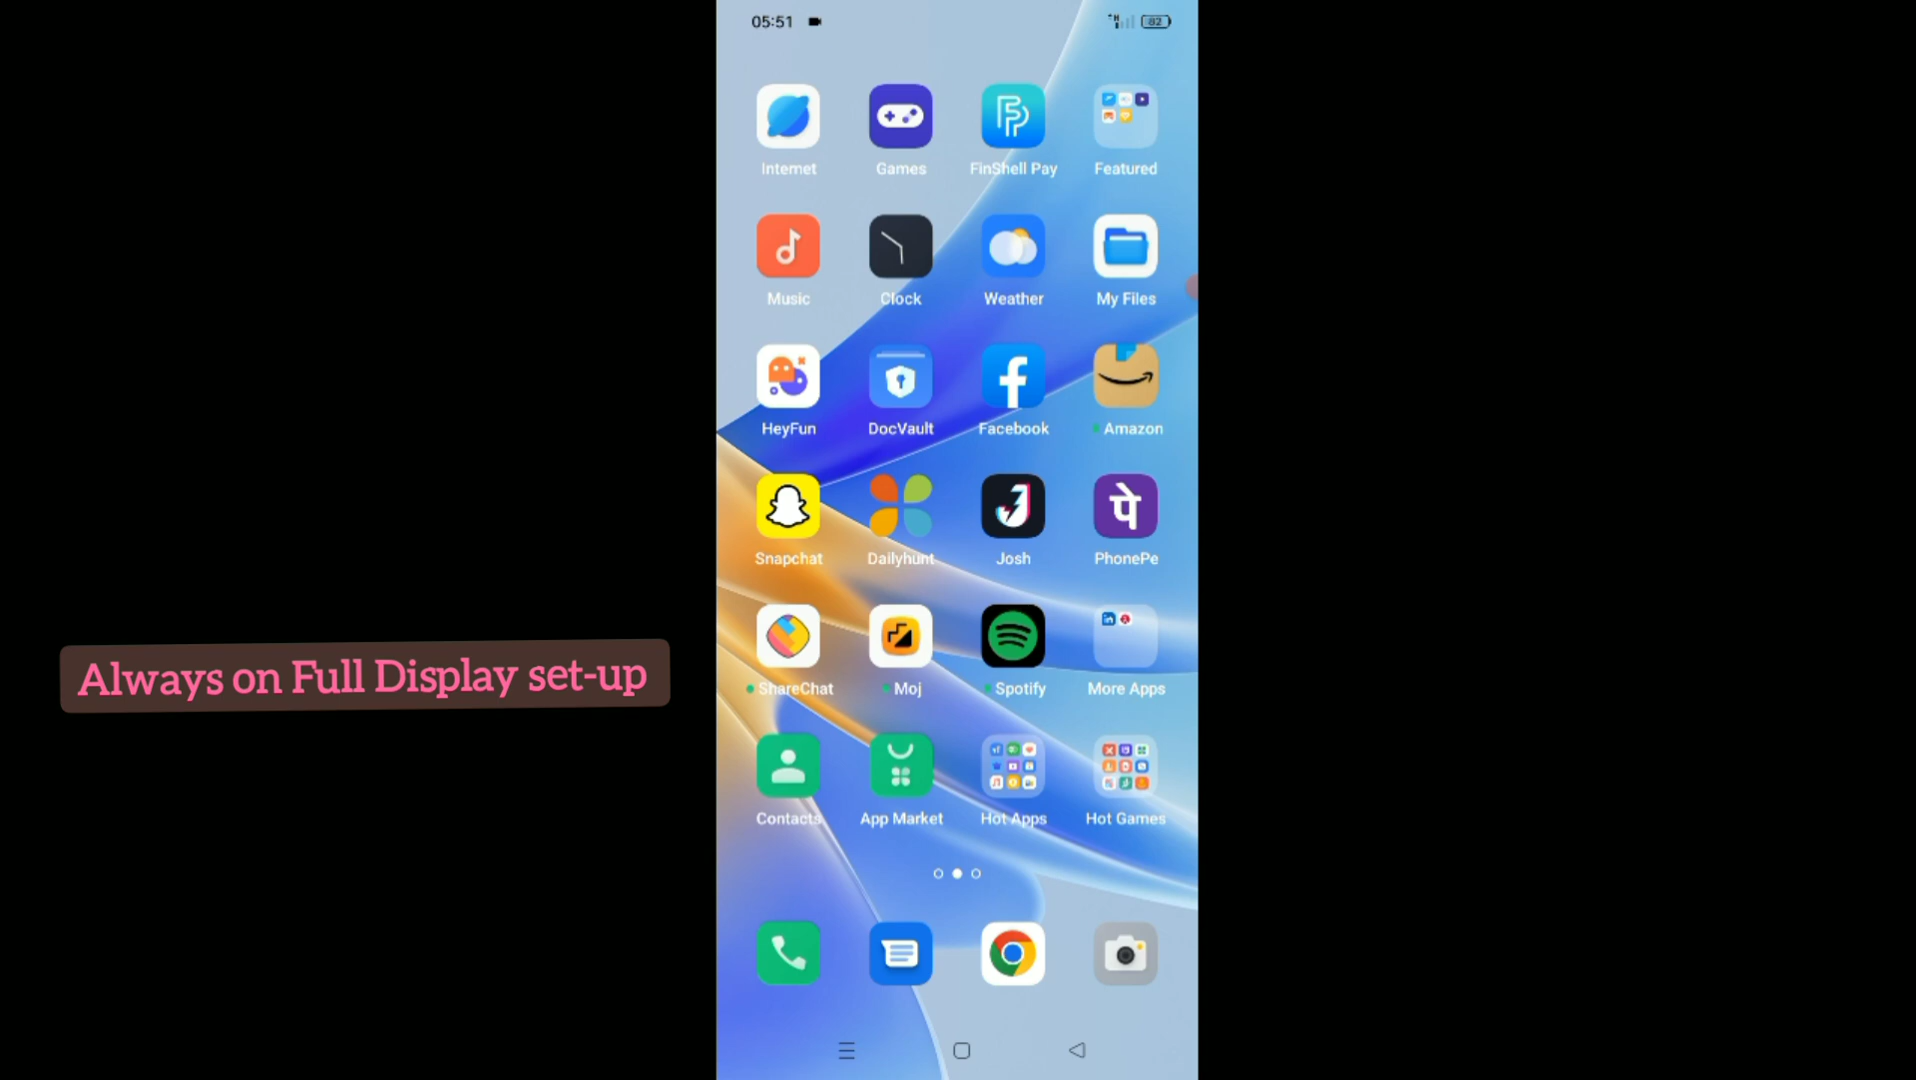 05:51
82
Internet
Games
FinShell Pay
Featured
Music
Clock
Weather
My Files
HeyFun
DocVault
Facebook
Amazon
पे
Snapchat
Dailyhunt
Josh
PhonePe
ShareChat
Moj
Spotify
More Apps
Contacts
App Market
Hot Apps
Hot Games
Always on Full Display set-up